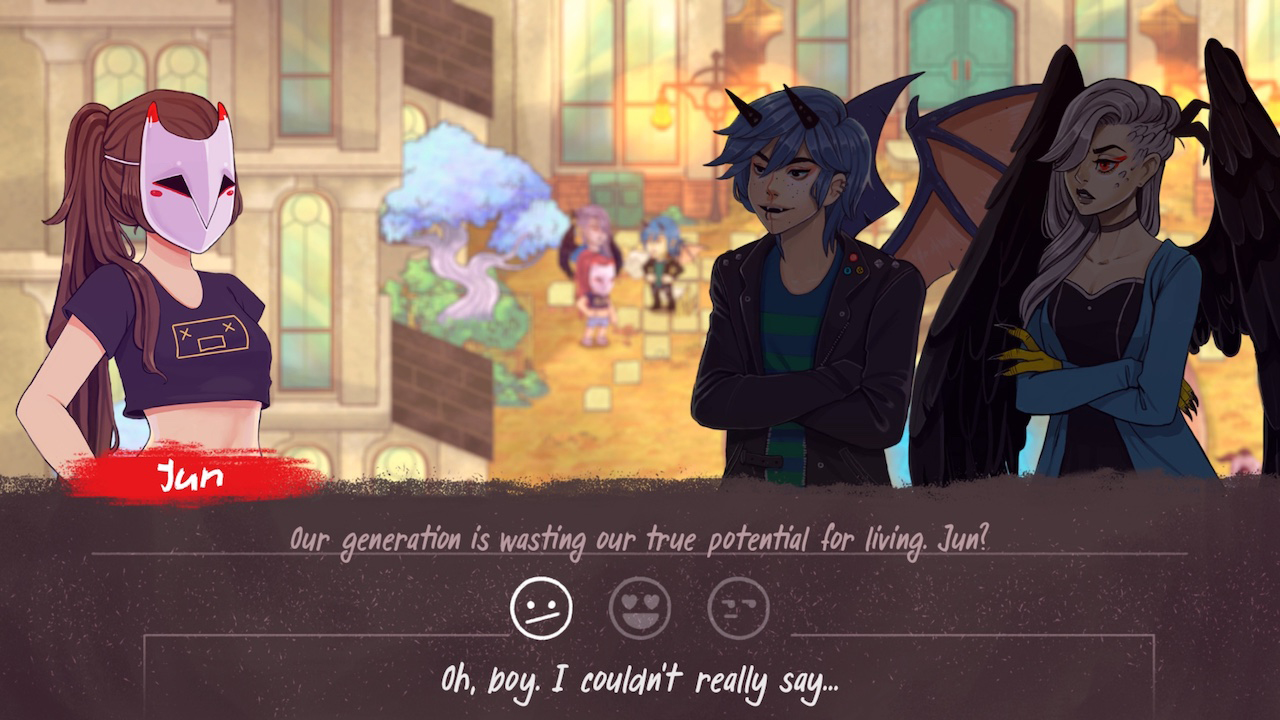 Jun
Our generation is wasting our true potential for living. Jun?
Oh, boy. I couldn't really say...